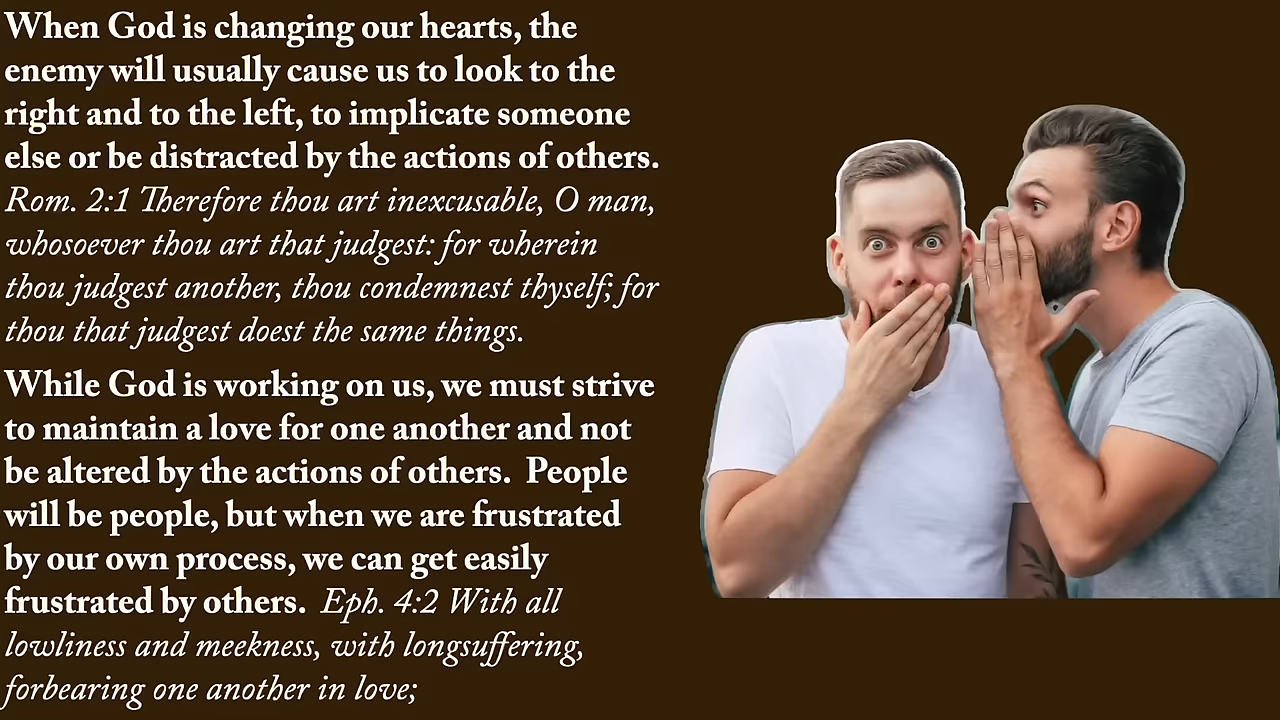 When God is changing our hearts, the
enemy will usually cause us to look to the
right and to the left, to implicate someone
else or be distracted by the actions of others.
Rom. 2:1 Therefore thou art inexcusable, O man,
whosoever thou art that judgest: for wherein
thou judgest another, thou condemnest thyself; for
thou that judgest doest the same things.
While God is working on us, we must strive
to maintain a love for one another and not
be altered by the actions of others.  People
will be people, but when we are frustrated
by our own process, we can get easily
frustrated by others.  Eph. 4:2 With all
lowliness and meekness, with longsuffering,
forbearing one another in love;